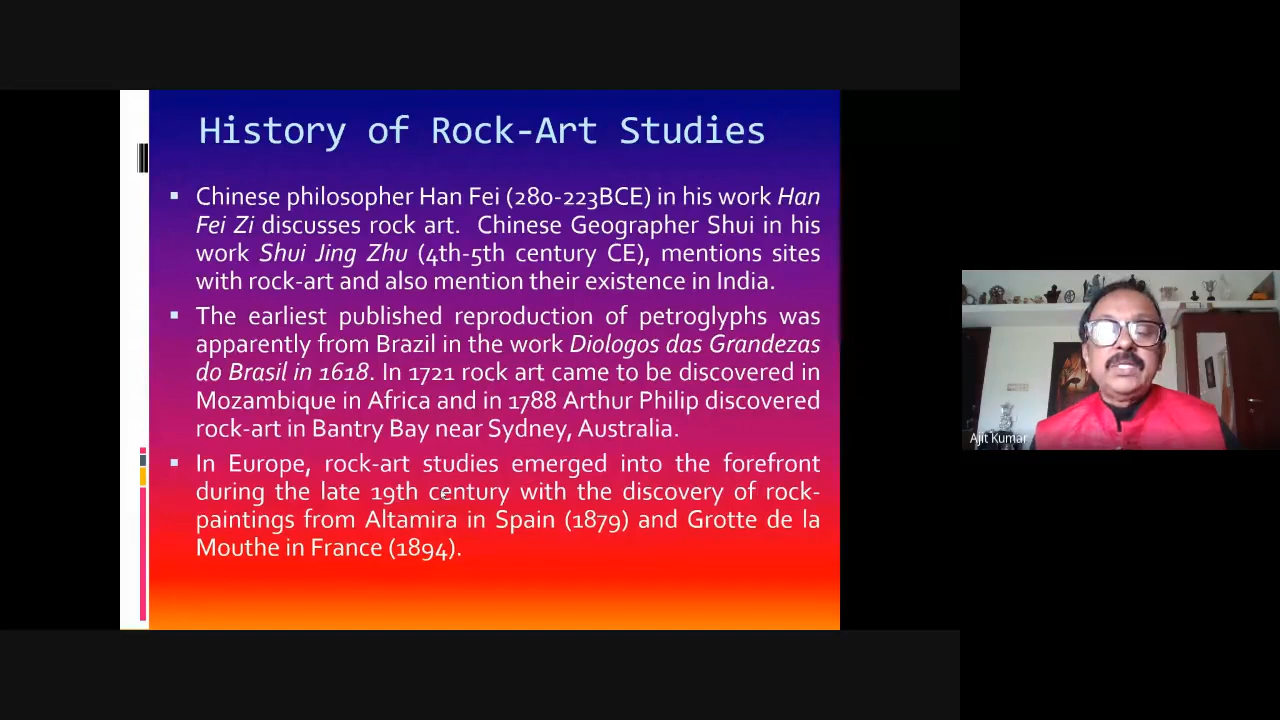 History of Rock-Art Studies
Chinese philosopher Han Fei (280-223BCE) in his work Han
Fei Zi discusses rock art. Chinese Geographer Shui in his
work Shui Jing Zhu (4th-5th century CE), mentions sites
with rock-art and also mention their existence in India.
The earliest published reproduction of petroglyphs was
apparently from Brazil in the work Diologos das Grandezas
do Brasil in 1618. In 1721 rock art came to be discovered in
Mozambique in Africa and in 1788 Arthur Philip discovered
rock-art in Bantry Bay near Sydney, Australia.
In Europe, rock-art studies emerged into the forefront
during the late 19th century with the discovery of rock-
paintings from Altamira in Spain (1879) and Grotte de la
Mouthe in France (1894).
Ajit Kumar